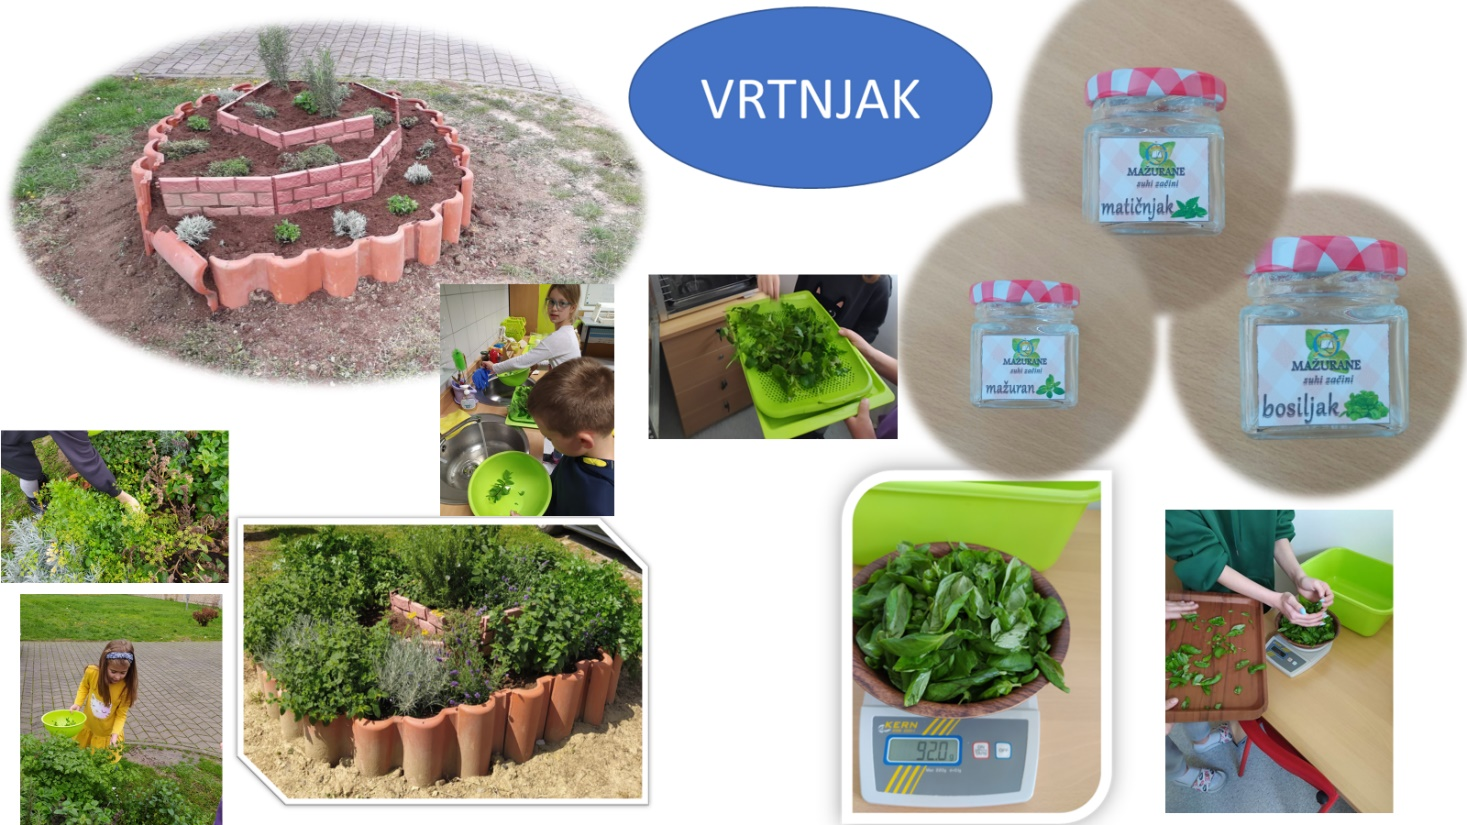 VRTNJAK
MAŽURANE
suhi začini
matičnjak
MAŽURANE
suhi začini
mažuran
MAŽURANE
suhi začini
bosiljak
KERN
920